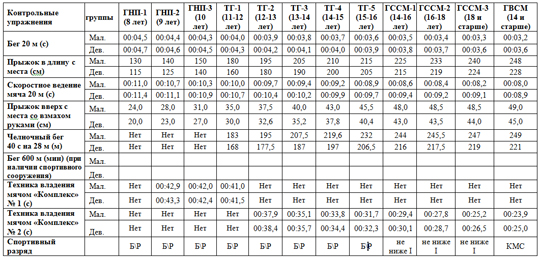 Контрольные упражнения группы ГНП-1 (8 лет) ГНП-2 (9 лет) ГНП-3 (10 лет) ТГ-1 (11-12 лет) ТГ-2 (12-13 лет) ТГ-3 (13-14 лет) ТГ-4 (14-15 лет) ТГ-5 (15-16 лет) ГССМ-1 (14-16 лет) ГССМ-2 (16-18 лет) ГССМ-3 (18 и старше) ГВСМ (14 и старше)
Бег 20 м (с) Мал. 00:04,5 00:04,4 00:04,3 00:04,0 00:03,9 00:03,8 00:03,7 00:03,6 00:03,5 00:03,4 00:03,3 00:03,2
Дев. 00:04,7 00:04,6 00:04,5 00:04,3 00:04,2 00:04,1 00:04,0 00:03,9 00:03,8 00:03,7 00:03,6 00:03,6
Прыжок в длину с места (см) Мал. 130 140 150 180 195 205 210 215 225 233 240 248
Дев. 115 125 140 160 180 190 200 205 215 219 224 228
Скоростное ведение мяча 20 м (с) Мал. 00:11,0 00:10,7 00:10,3 00:10,0 00:09,7 00:09,4 00:09,2 00:08,9 00:08,6 00:08,4 00:08,2 00:08,0
Дев. 00:11,4 00:11,1 00:10,9 00:10,7 00:10,4 00:10,2 00:09,9 00:09,7 00:09,4 00:09,2 00:09,1 00:08,9
Прыжок вверх с места со взмахом руками (см) Мал. 24,0 28,0 31,0 35,0 37,5 40,0 43,0 45,5 48,0 48,5 48,5 49,0
Дев. 20,0 23,0 27,0 30,0 32,6 35,2 37,8 40,4 43,0 43,5 44,0 45,0
Челночный бег 40 с на 28 м (м) Мал. Нет Нет Нет 183 195 207,5 219,6 232 244 245,5 247 249
Дев. Нет Нет Нет 168 177,5 187 197 206,5 216 217,5 219 221
Бег 600 м (мин) (при наличии спортивного сооружения) Мал.
Дев.
Техника владения мячом «Комплекс» № 1 (с) Мал. Нет 00:42,9 00:42,0 00:41,0 Нет Нет Нет Нет Нет Нет Нет Нет
Дев. Нет 00:43,3 00:42,4 00:41,5 Нет Нет Нет Нет Нет Нет Нет Нет
Техника владения мячом «Комплекс» № 2 (с) Мал. Нет Нет Нет Нет 00:37,9 00:35,1 00:33,8 00:31,7 00:29,4 00:27,8 00:25,2 00:23,9
Дев. Нет Нет Нет Нет 00:38,4 00:35,7 00:34,4 00:32,3 00:30,1 00:28,7 00:26,5 00:25,0
Спортивный разряд Б\Р Б\Р Б\Р Б\Р Б\Р Б\Р Б\Р Б\Р не ниже I не ниже I не ниже I КМС